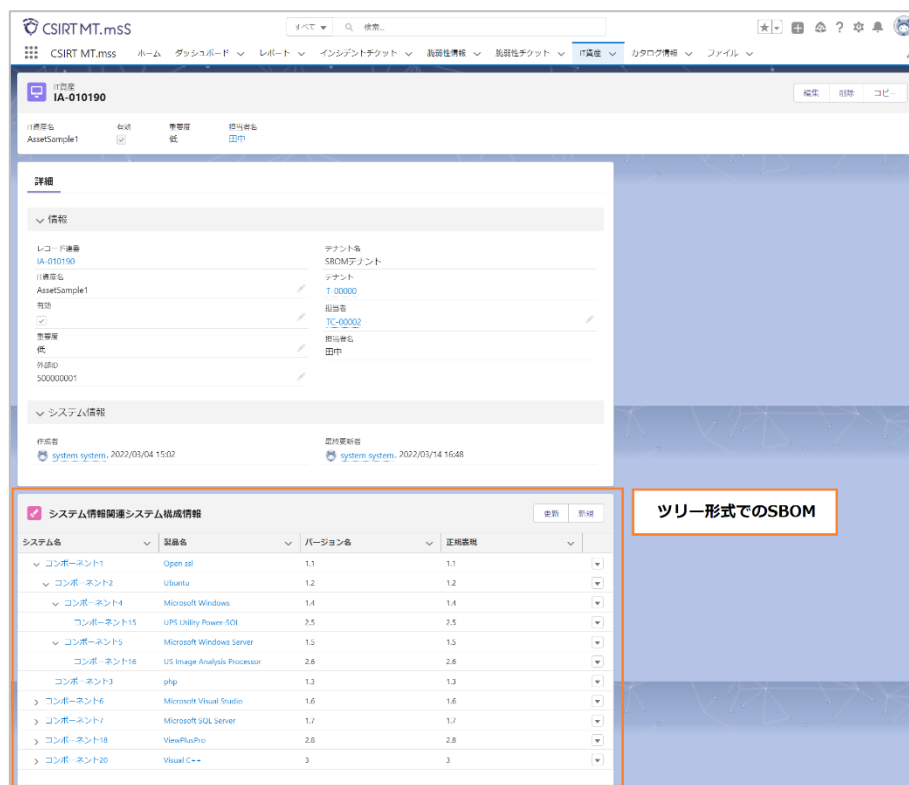 CSIRT MT.msS
すべて 検索...
CSIRT MT.mss ホーム ダッシュボード レポート インシデントチケット 脆弱性情報 脆弱性チケット IT資産 カタログ情報 ファイル
IT資産
IA-010190
編集 削除 コピー
IT資産名 有効 重要度 担当者名
AssetSample1 低 田中
詳細
情報
レコード連番 テナント名
IA-010190 SBOMテナント
IT資産名 テナント
AssetSample1 T-00000
有効 担当者
TC-00002
重要度 担当者名
低 田中
外部ID
S00000001
システム情報
作成者 最終更新者
system system, 2022/03/04 15:02 system system, 2022/03/14 16:48
システム情報関連システム構成情報 更新 新規
ツリー形式でのSBOM
システム名 製品名 バージョン名 正規表現
コンポーネント1 Open ssl 1.1 1.1
コンポーネント2 Ubuntu 1.2 1.2
コンポーネント4 Microsoft Windows 1.4 1.4
コンポーネント15 UPS Utility Power-SOL 2.5 2.5
コンポーネント5 Microsoft Windows Server 1.5 1.5
コンポーネント16 US Image Analysis Processor 2.6 2.6
コンポーネント3 php 1.3 1.3
コンポーネント6 Microsoft Visual Studio 1.6 1.6
コンポーネント7 Microsoft SQL Server 1.7 1.7
コンポーネント18 ViewPlusPro 2.8 2.8
コンポーネント20 Visual C++ 3 3